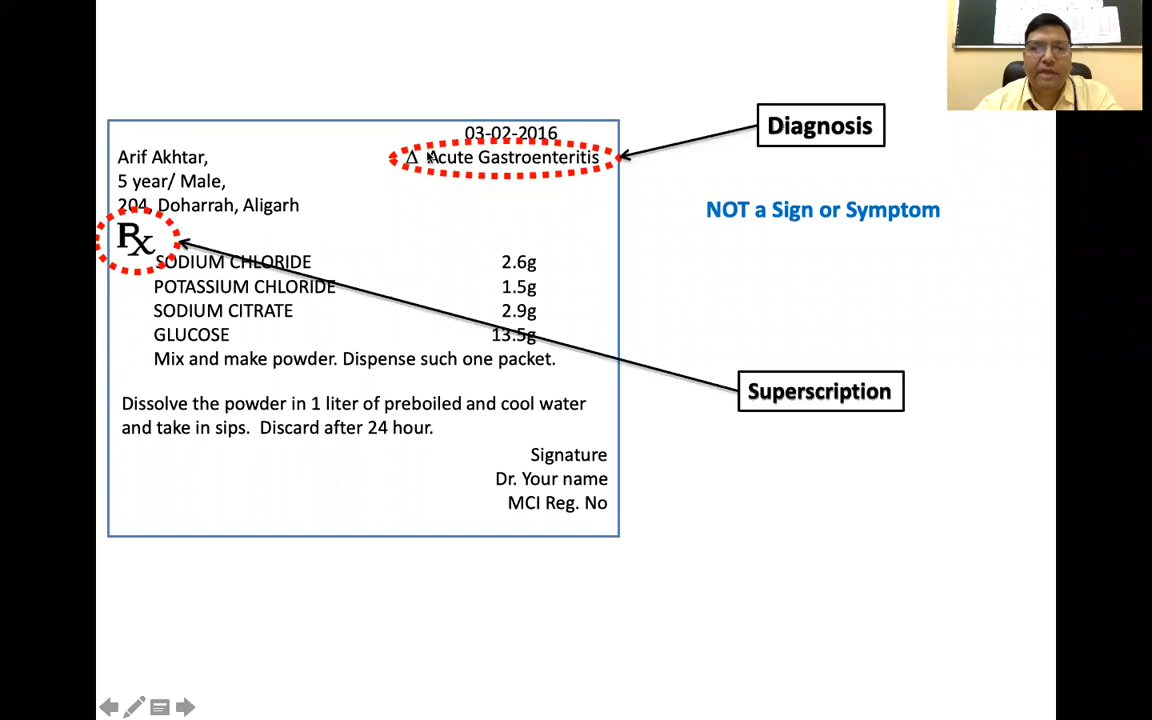 03-02-2016
Arif Akhtar,
Δ Acute Gastroenteritis
5 year/ Male,
204, Doharrah, Aligarh
Rx
SODIUM CHLORIDE 2.6g
POTASSIUM CHLORIDE 1.5g
SODIUM CITRATE 2.9g
GLUCOSE 13.5g
Mix and make powder. Dispense such one packet.
Dissolve the powder in 1 liter of preboiled and cool water
and take in sips. Discard after 24 hour.
Signature
Dr. Your name
MCI Reg. No
Diagnosis
NOT a Sign or Symptom
Superscription